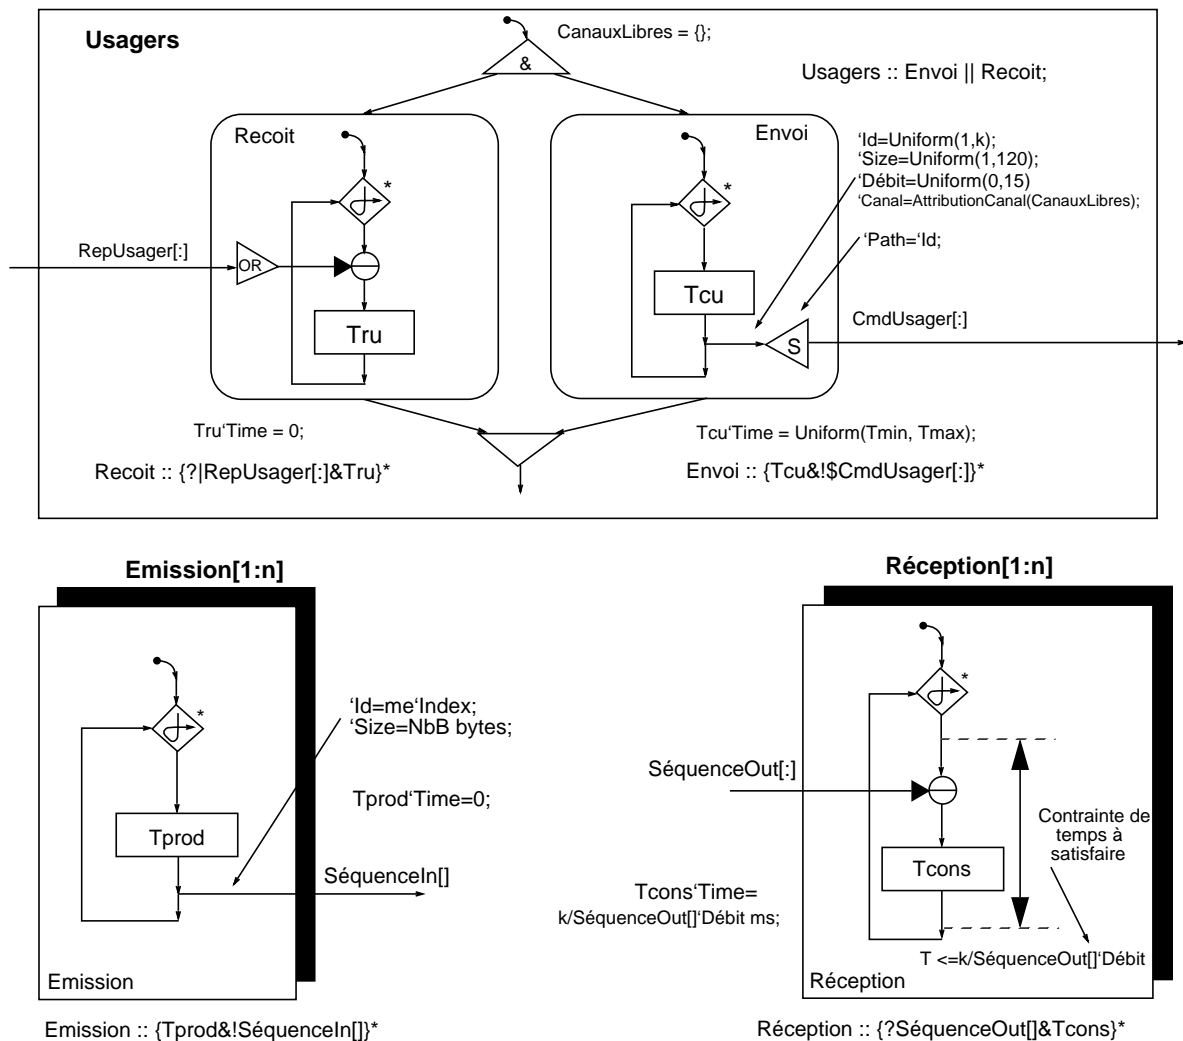 Usagers
CanauxLibres = {};
&
Usagers :: Envoi || Recoit;
Recoit
*
RepUsager[:]
OR
Tru
Envoi
*
‘Id=Uniform(1,k);
‘Size=Uniform(1,120);
‘Débit=Uniform(0,15)
‘Canal=AttributionCanal(CanauxLibres);
‘Path=‘Id;
Tcu
S
CmdUsager[:]
Tru‘Time = 0;
Tcu‘Time = Uniform(Tmin, Tmax);
Recoit :: {?|RepUsager[:]&Tru}*
Envoi :: {Tcu&!$CmdUsager[:]}*
Emission[1:n]
*
‘Id=me‘Index;
‘Size=NbB bytes;
Tprod‘Time=0;
Tprod
SéquenceIn[]
Emission
Emission :: {Tprod&!SéquenceIn[]}*
Réception[1:n]
*
SéquenceOut[:]
Contrainte de
temps à
satisfaire
Tcons
Tcons‘Time=
k/SéquenceOut[]‘Débit ms;
T <=k/SéquenceOut[]‘Débit
Réception
Réception :: {?SéquenceOut[]&Tcons}*